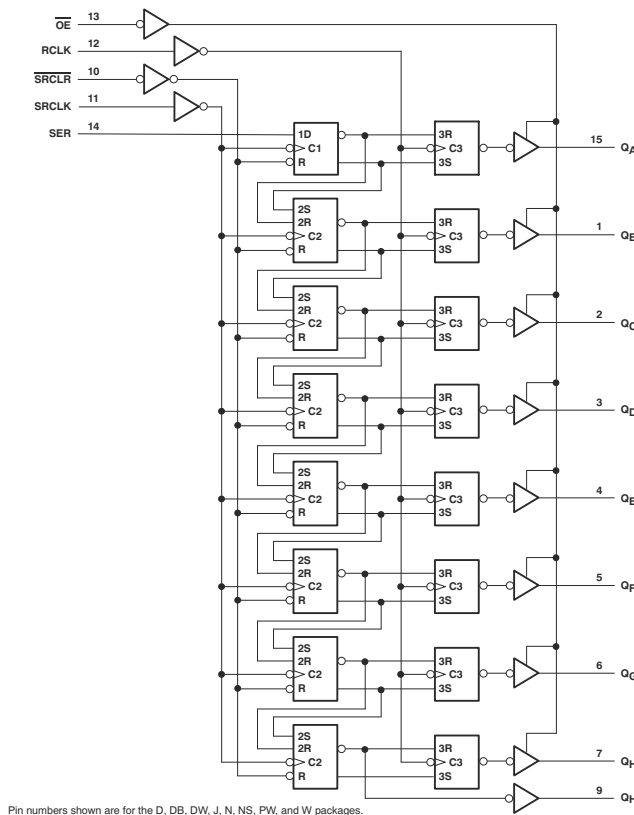 OE 13
RCLK 12
SRCLR 10
SRCLK 11
SER 14
1D
C1
R
3R
C3
3S
15 QA
2S
2R
C2
R
3R
C3
3S
1 QB
2S
2R
C2
R
3R
C3
3S
2 QC
2S
2R
C2
R
3R
C3
3S
3 QD
2S
2R
C2
R
3R
C3
3S
4 QE
2S
2R
C2
R
3R
C3
3S
5 QF
2S
2R
C2
R
3R
C3
3S
6 QG
2S
2R
C2
R
3R
C3
3S
7 QH
9 QH
Pin numbers shown are for the D, DB, DW, J, N, NS, PW, and W packages.